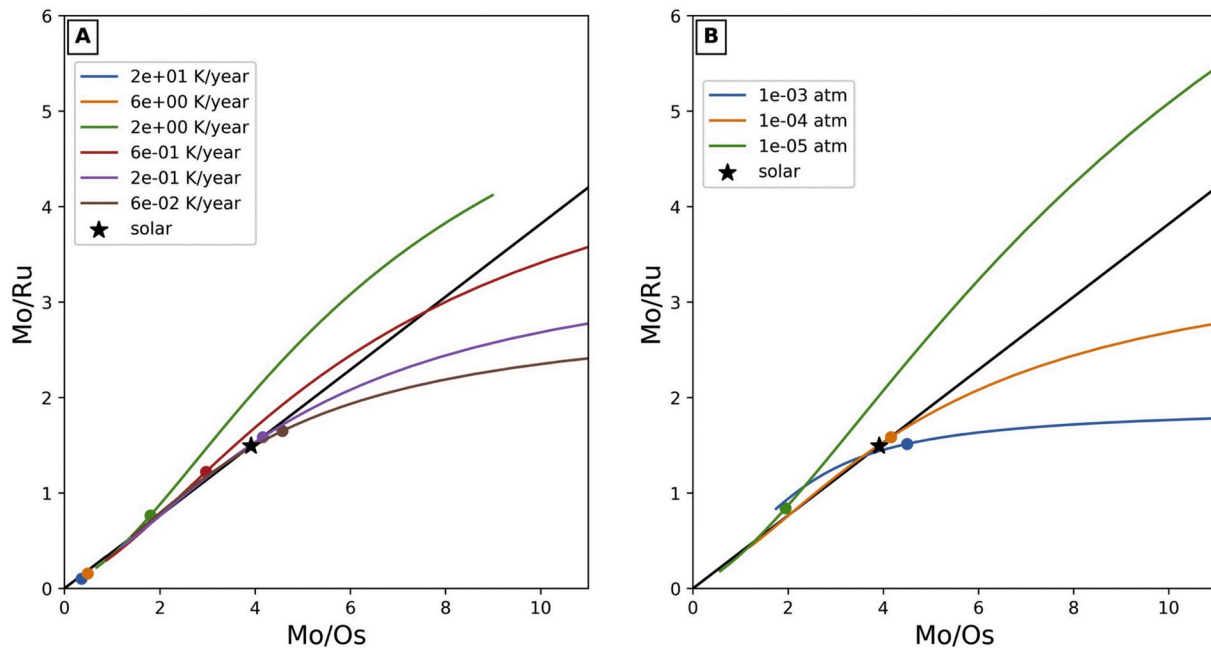 A
2e+01 K/year
6e+00 K/year
2e+00 K/year
6e-01 K/year
2e-01 K/year
6e-02 K/year
solar
6
5
4
3
2
1
0
Mo/Ru
0
2
4
6
8
10
Mo/Os
B
1e-03 atm
1e-04 atm
1e-05 atm
solar
6
5
4
3
2
1
0
Mo/Ru
0
2
4
6
8
10
Mo/Os